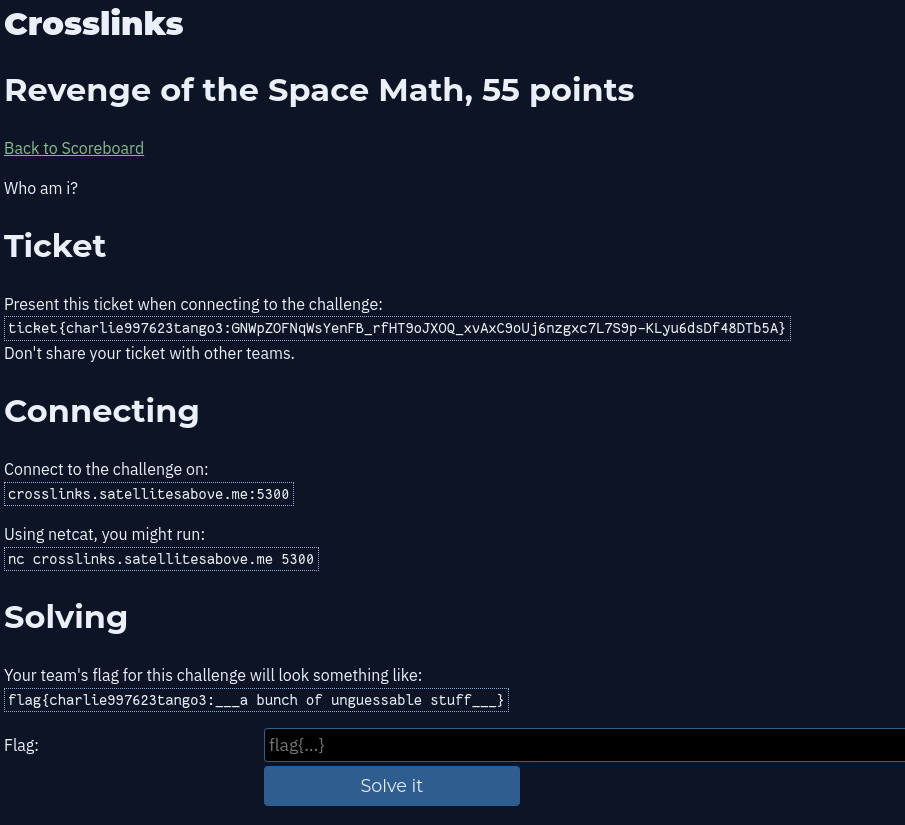 Crosslinks
Revenge of the Space Math, 55 points
Back to Scoreboard
Who am i?
Ticket
Present this ticket when connecting to the challenge:
ticket{charlie997623tango3:GNWpZOFNqWsYenFB_rfHT9oJXOQ_xvAxC9oUj6nzgxc7L7S9p-KLyu6dsDf48DTb5A}
Don't share your ticket with other teams.
Connecting
Connect to the challenge on:
crosslinks.satellitesabove.me:5300
Using netcat, you might run:
nc crosslinks.satellitesabove.me 5300
Solving
Your team's flag for this challenge will look something like:
flag{charlie997623tango3:___a bunch of unguessable stuff___}
Flag:
flag{...}
Solve it